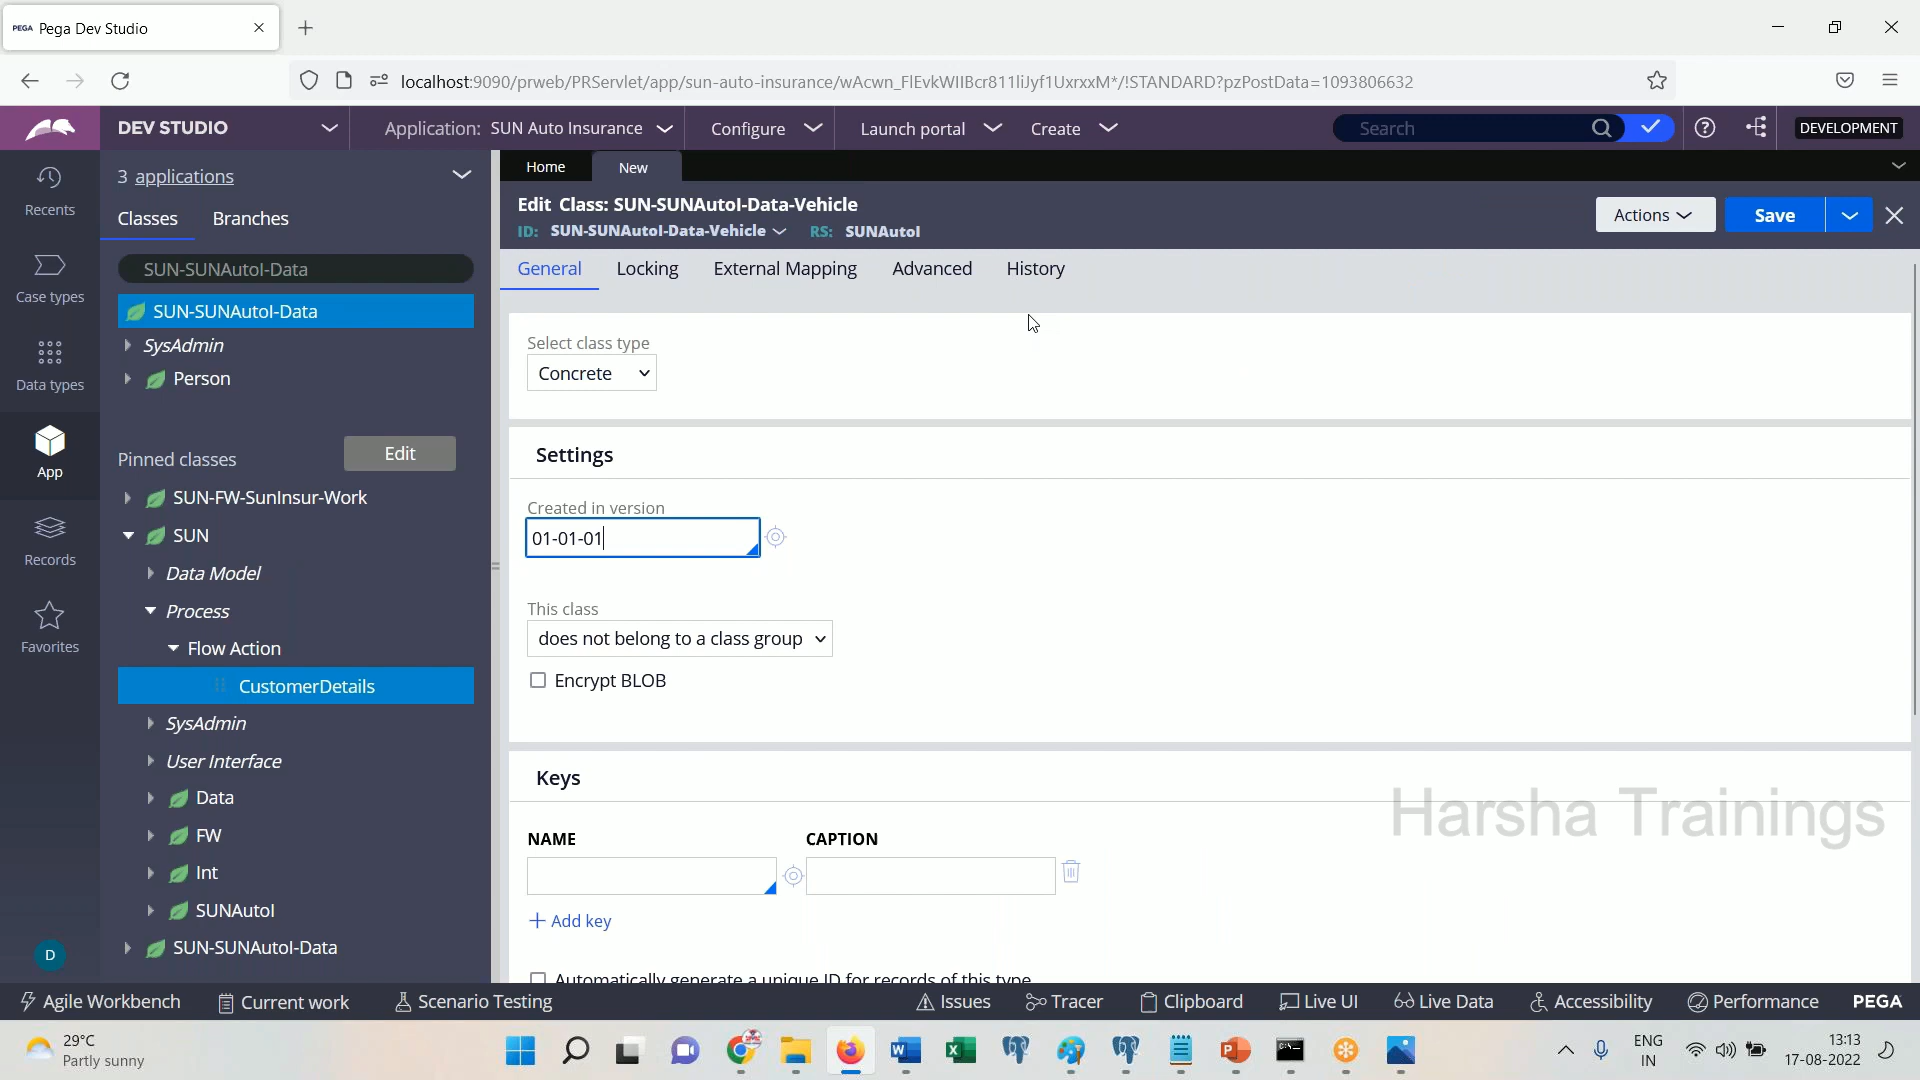 PEGA Pega Dev Studio
localhost:9090/prweb/PRServlet/app/sun-auto-insurance/wAcwn_FlEvkWIIBcr811liJyf1UxrxxM*/!STANDARD?pzPostData=1093806632
DEV STUDIO
Application: SUN Auto Insurance
Configure
Launch portal
Create
Search
DEVELOPMENT
Recents
Case types
Data types
App
Records
Favorites
D
3 applications
Classes Branches
SUN-SUNAutoI-Data
SUN-SUNAutoI-Data
SysAdmin
Person
Pinned classes Edit
SUN-FW-SunInsur-Work
SUN
Data Model
Process
Flow Action
CustomerDetails
SysAdmin
User Interface
Data
FW
Int
SUNAutoI
SUN-SUNAutoI-Data
Home New
Edit Class: SUN-SUNAutoI-Data-Vehicle
ID: SUN-SUNAutoI-Data-Vehicle RS: SUNAutoI
Actions Save
General Locking External Mapping Advanced History
Select class type
Concrete
Settings
Created in version
01-01-01
This class
does not belong to a class group
Encrypt BLOB
Keys
NAME CAPTION
Add key
Automatically generate a unique ID for records of this type
Harsha Trainings
Agile Workbench Current work Scenario Testing Issues Tracer Clipboard Live UI Live Data Accessibility Performance PEGA
29°C
Partly sunny
ENG
IN
13:13
17-08-2022